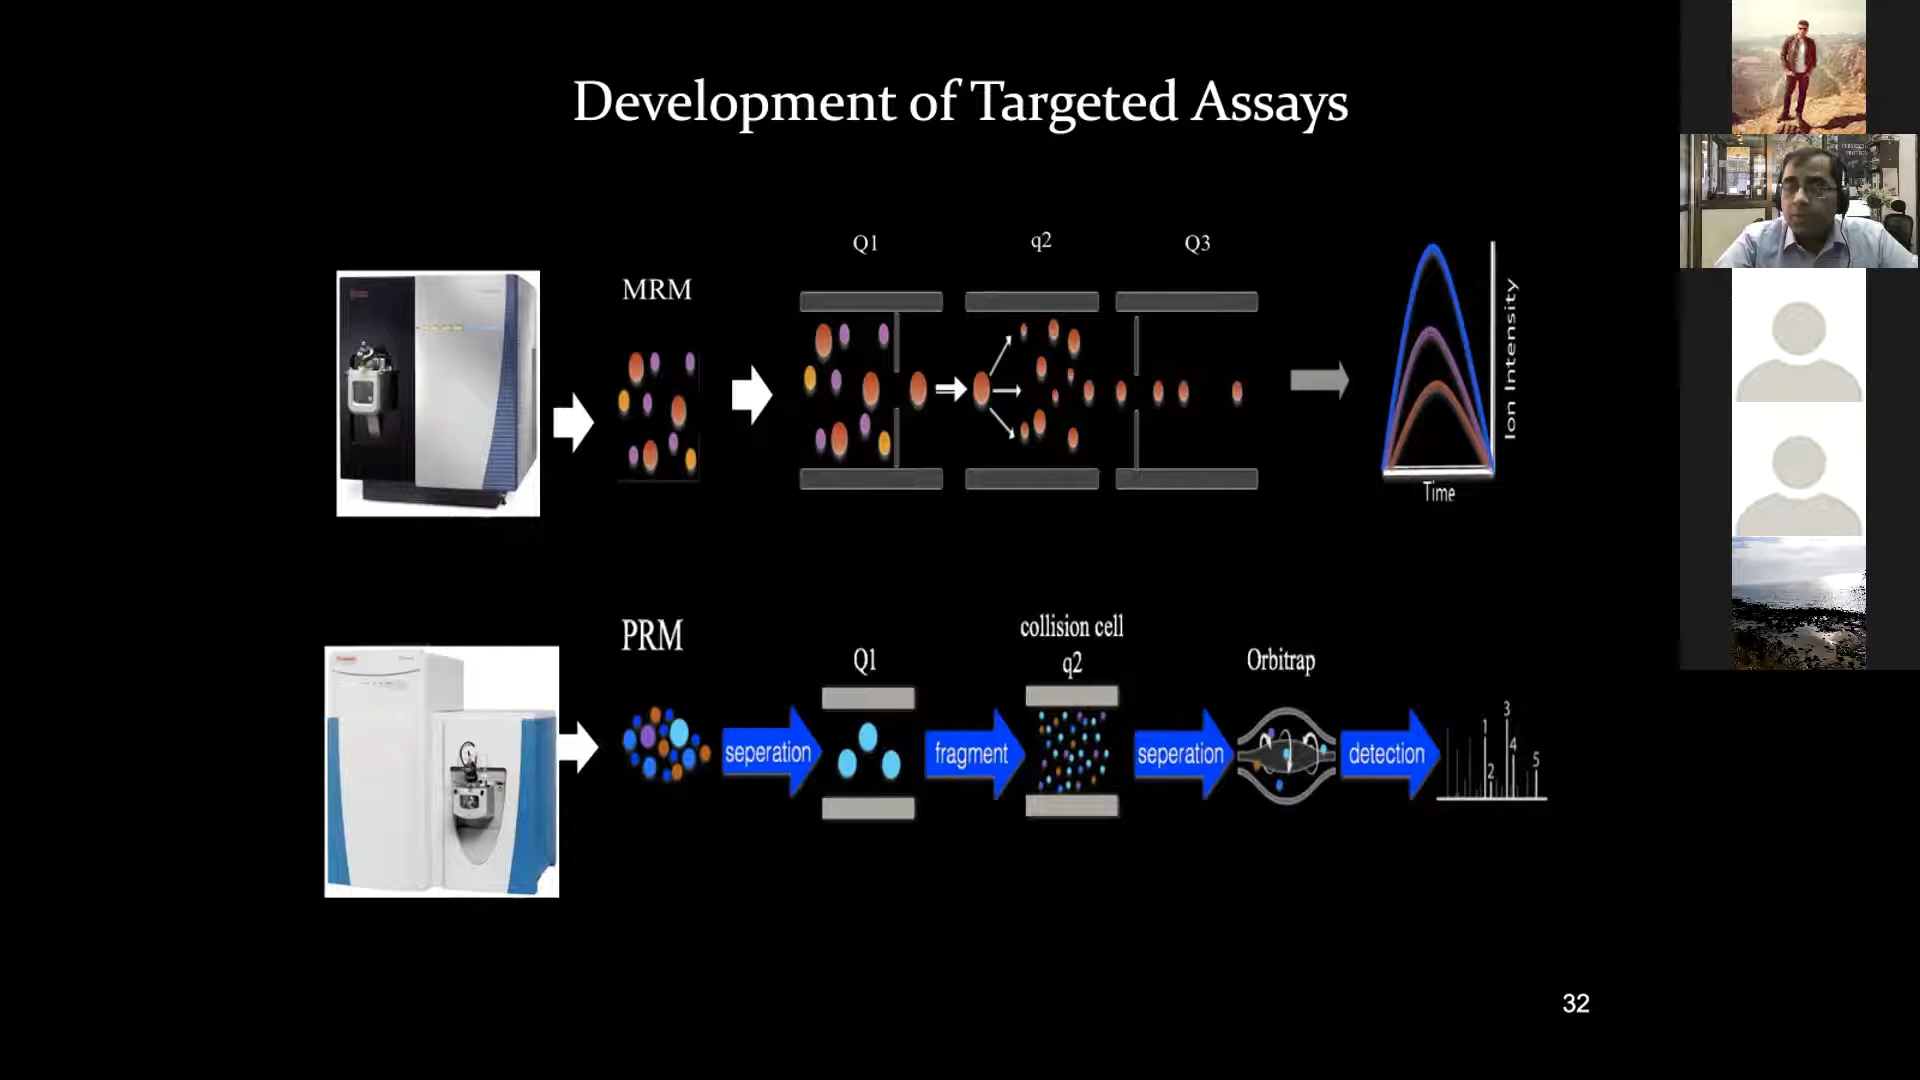 Development of Targeted Assays
MRM
Q1
q2
Q3
Ion Intensity
Time
PRM
Q1
collision cell
q2
Orbitrap
seperation
fragment
seperation
detection
1
2
3
4
5
32